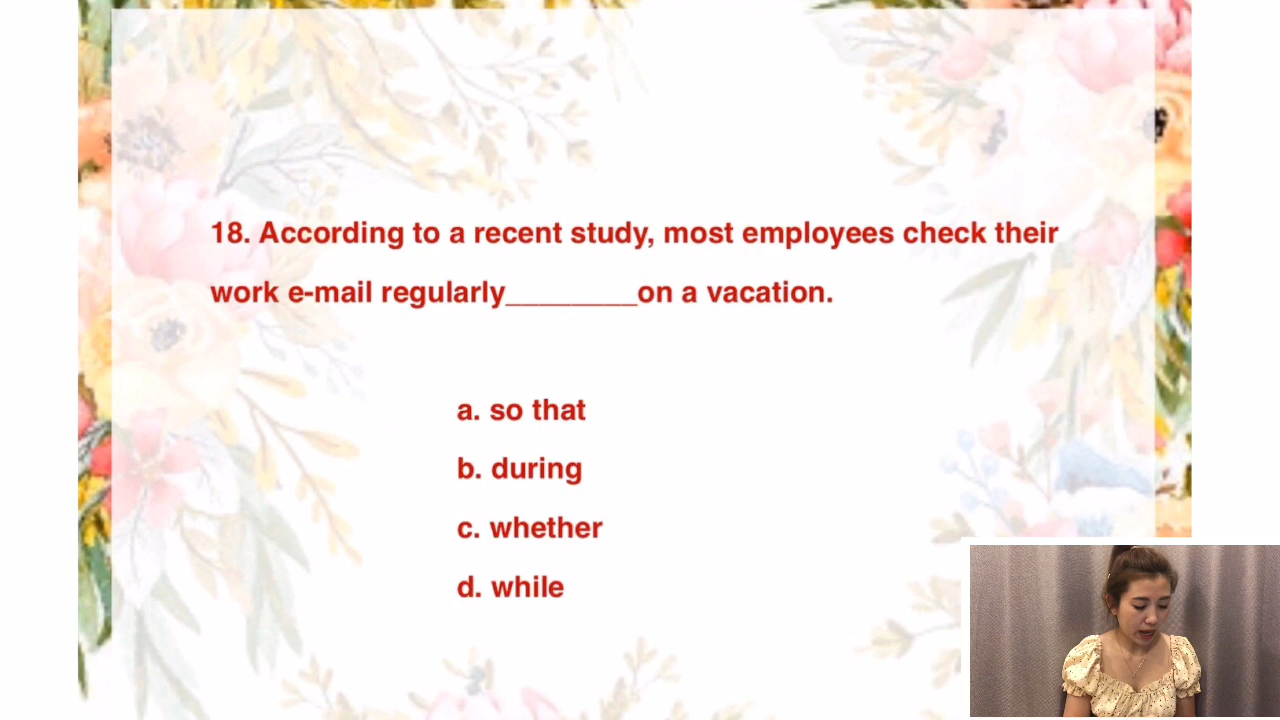 18. According to a recent study, most employees check their
work e-mail regularly________on a vacation.
a. so that
b. during
c. whether
d. while